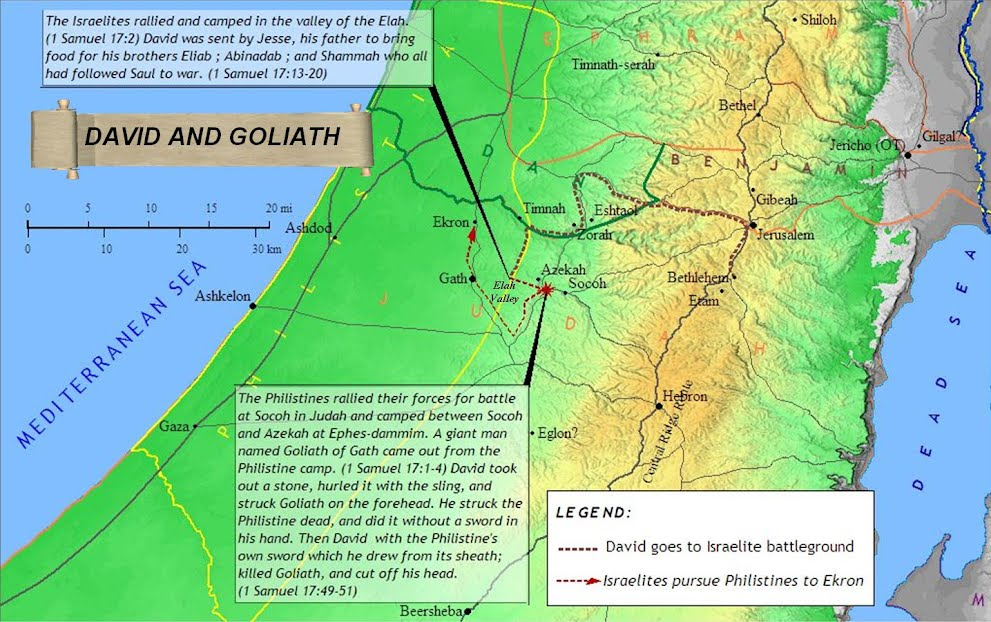 The Israelites rallied and camped in the valley of the Elah.
(1 Samuel 17:2) David was sent by Jesse, his father to bring
food for his brothers Eliab ; Abinadab ; and Shammah who all
had followed Saul to war. (1 Samuel 17:13-20)
DAVID AND GOLIATH
0 5 10 15 20 mi
0 10 20 30 km
MEDITERRANEAN SEA
EPHRAIM
Shiloh
Timnath-serah
Bethel
Jericho (OT)
Gilgal?
DAN
BENJAMIN
Gibeah
Jerusalem
Timnah
Eshtaol
Zorah
Ekron
Ashdod
Gath
Azekah
Socoh
Elah
Valley
Bethlehem
Etam
Ashkelon
JUDAH
PHILISTIA
DEAD SEA
Hebron
Central Ridge Route
Gaza
Eglon?
Beersheba
M
The Philistines rallied their forces for battle
at Socoh in Judah and camped between Socoh
and Azekah at Ephes-dammim. A giant man
named Goliath of Gath came out from the
Philistine camp. (1 Samuel 17:1-4) David took
out a stone, hurled it with the sling, and
struck Goliath on the forehead. He struck the
Philistine dead, and did it without a sword in
his hand. Then David with the Philistine's
own sword which he drew from its sheath;
killed Goliath, and cut off his head.
(1 Samuel 17:49-51)
LEGEND:
David goes to Israelite battleground
Israelites pursue Philistines to Ekron